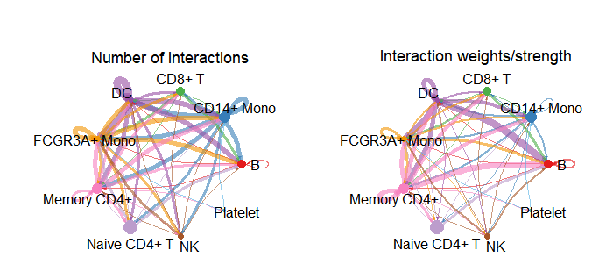 Number of Interactions
CD8+ T
DC
CD14+ Mono
FCGR3A+ Mono
B
Memory CD4+
Platelet
Naive CD4+ T
NK
Interaction weights/strength
CD8+ T
DC
CD14+ Mono
FCGR3A+ Mono
B
Memory CD4+
Platelet
Naive CD4+ T
NK